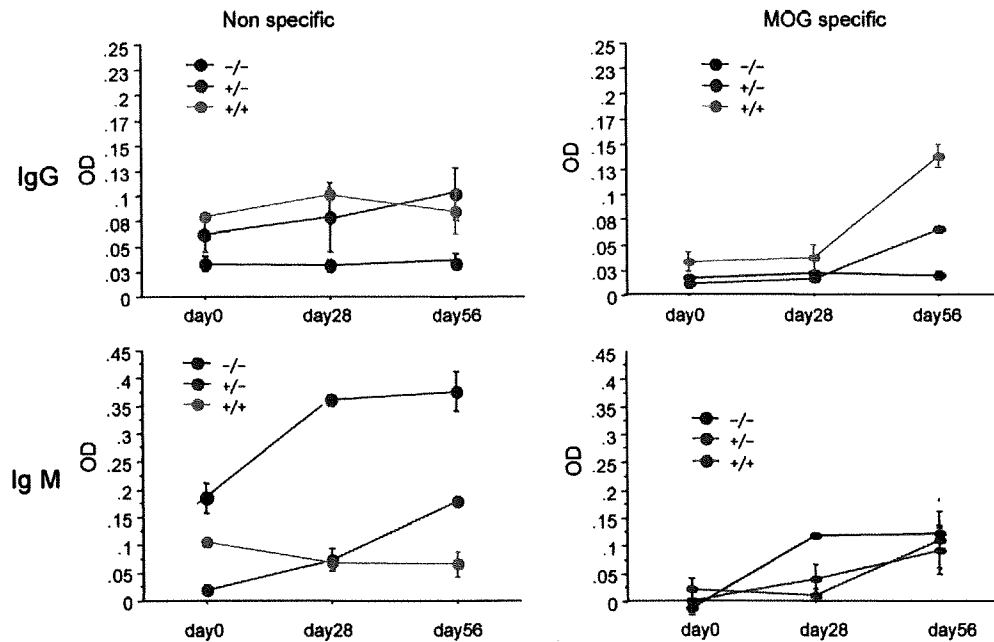 Non specific
MOG specific
IgG
OD
.25
.23
.2
.17
.15
.13
.1
.08
.05
.03
0
−/−
+/−
+/+
day0
day28
day56
OD
.25
.23
.2
.17
.15
.13
.1
.08
.05
.03
0
−/−
+/−
+/+
day0
day28
day56
Ig M
OD
.45
.4
.35
.3
.25
.2
.15
.1
.05
0
−/−
+/−
+/+
day0
day28
day56
OD
.45
.4
.35
.3
.25
.2
.15
.1
.05
0
−/−
+/−
+/+
day0
day28
day56